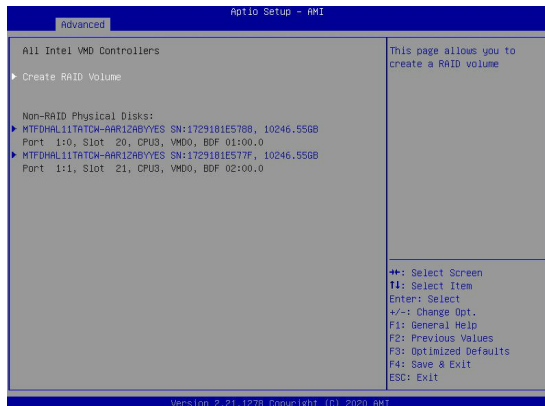 Aptio Setup – AMI
Advanced
All Intel VMD Controllers
Create RAID Volume
Non-RAID Physical Disks:
MTFDHAL11TATCW-AAR1ZABYYES SN:1729181E5788, 10246.55GB
Port 1:0, Slot 20, CPU3, VMD0, BDF 01:00.0
MTFDHAL11TATCW-AAR1ZABYYES SN:1729181E577F, 10246.55GB
Port 1:1, Slot 21, CPU3, VMD0, BDF 02:00.0
This page allows you to
create a RAID volume
→←: Select Screen
↑↓: Select Item
Enter: Select
+/-: Change Opt.
F1: General Help
F2: Previous Values
F3: Optimized Defaults
F4: Save & Exit
ESC: Exit
Version 2.21.1278 Copyright (C) 2020 AMI